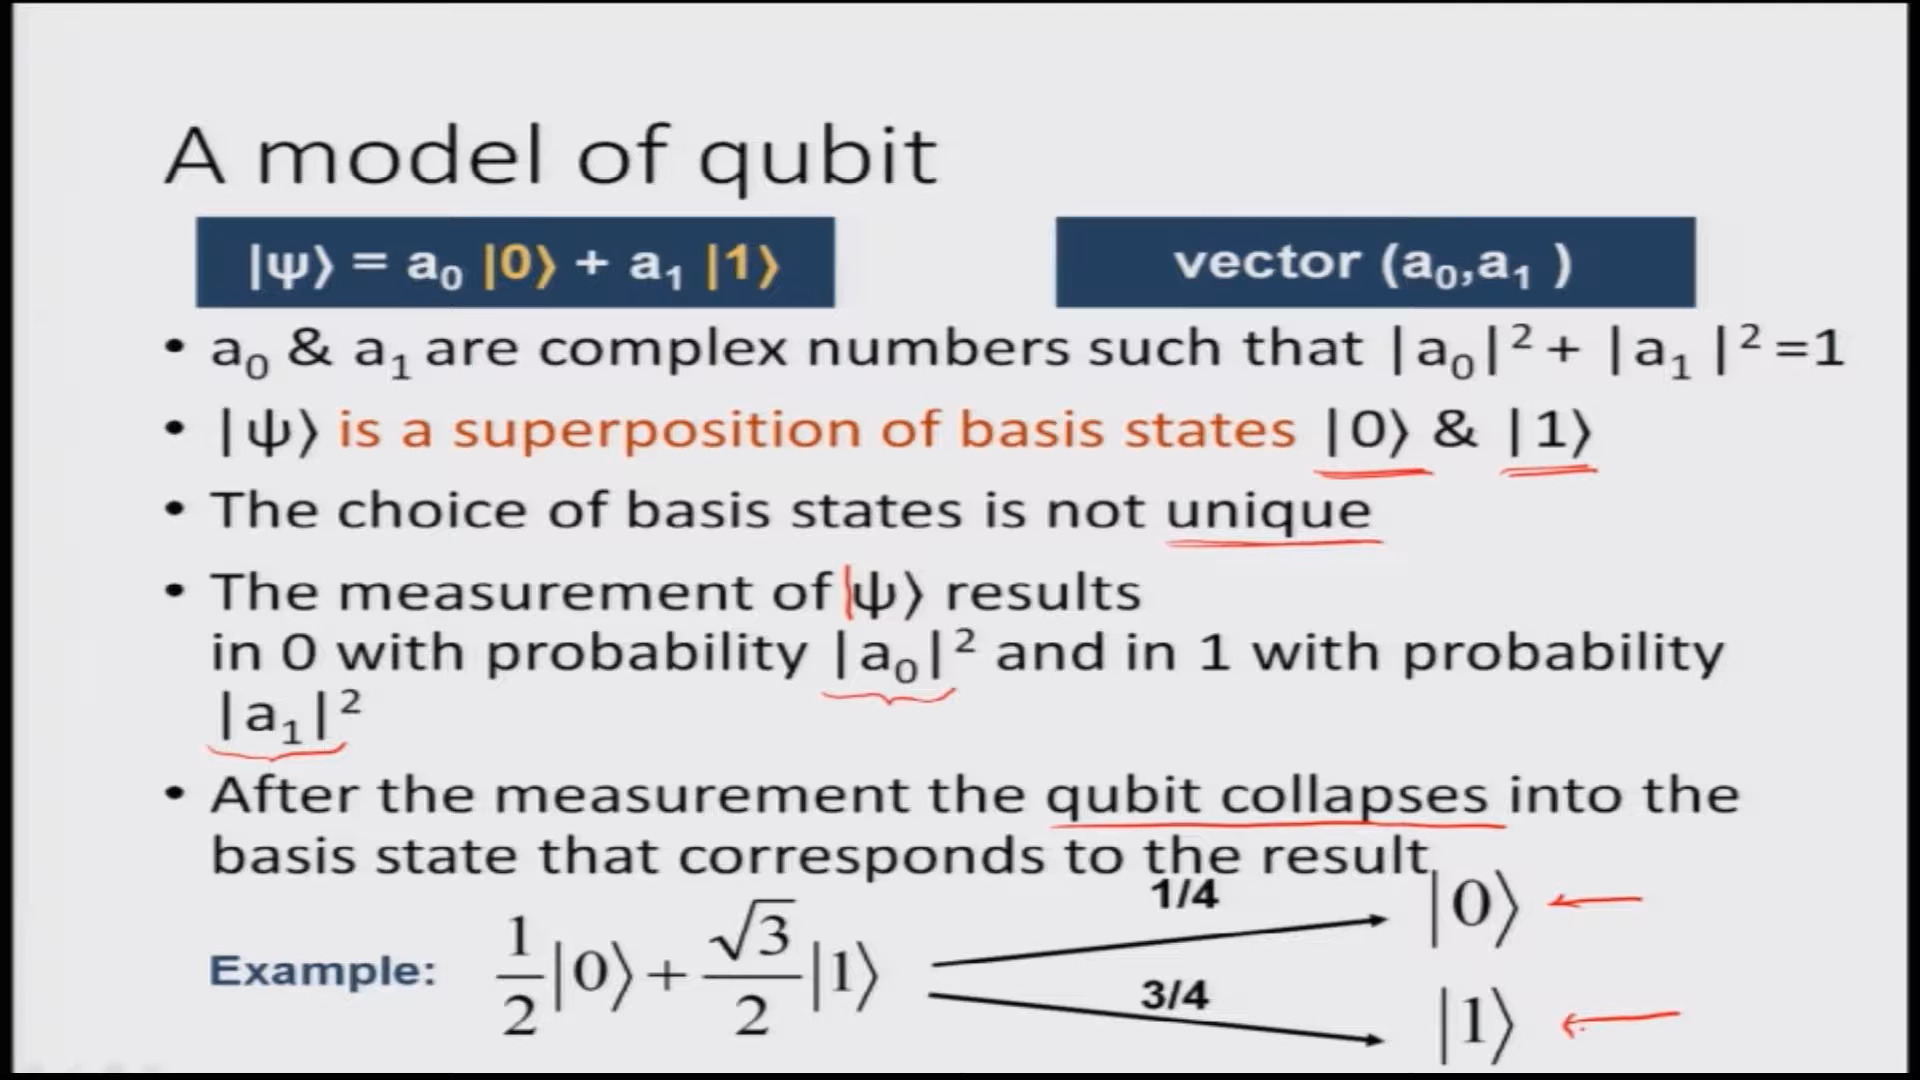 A model of qubit
|ψ⟩ = a₀ |0⟩ + a₁ |1⟩
vector (a₀,a₁ )
• a₀ & a₁ are complex numbers such that |a₀|² + |a₁ |² =1
• |ψ⟩ is a superposition of basis states |0⟩ & |1⟩
• The choice of basis states is not unique
• The measurement of |ψ⟩ results
in 0 with probability |a₀|² and in 1 with probability
|a₁|²
• After the measurement the qubit collapses into the
basis state that corresponds to the result
Example: 1/2 |0⟩ + √3/2 |1⟩
1/4
|0⟩
3/4
|1⟩